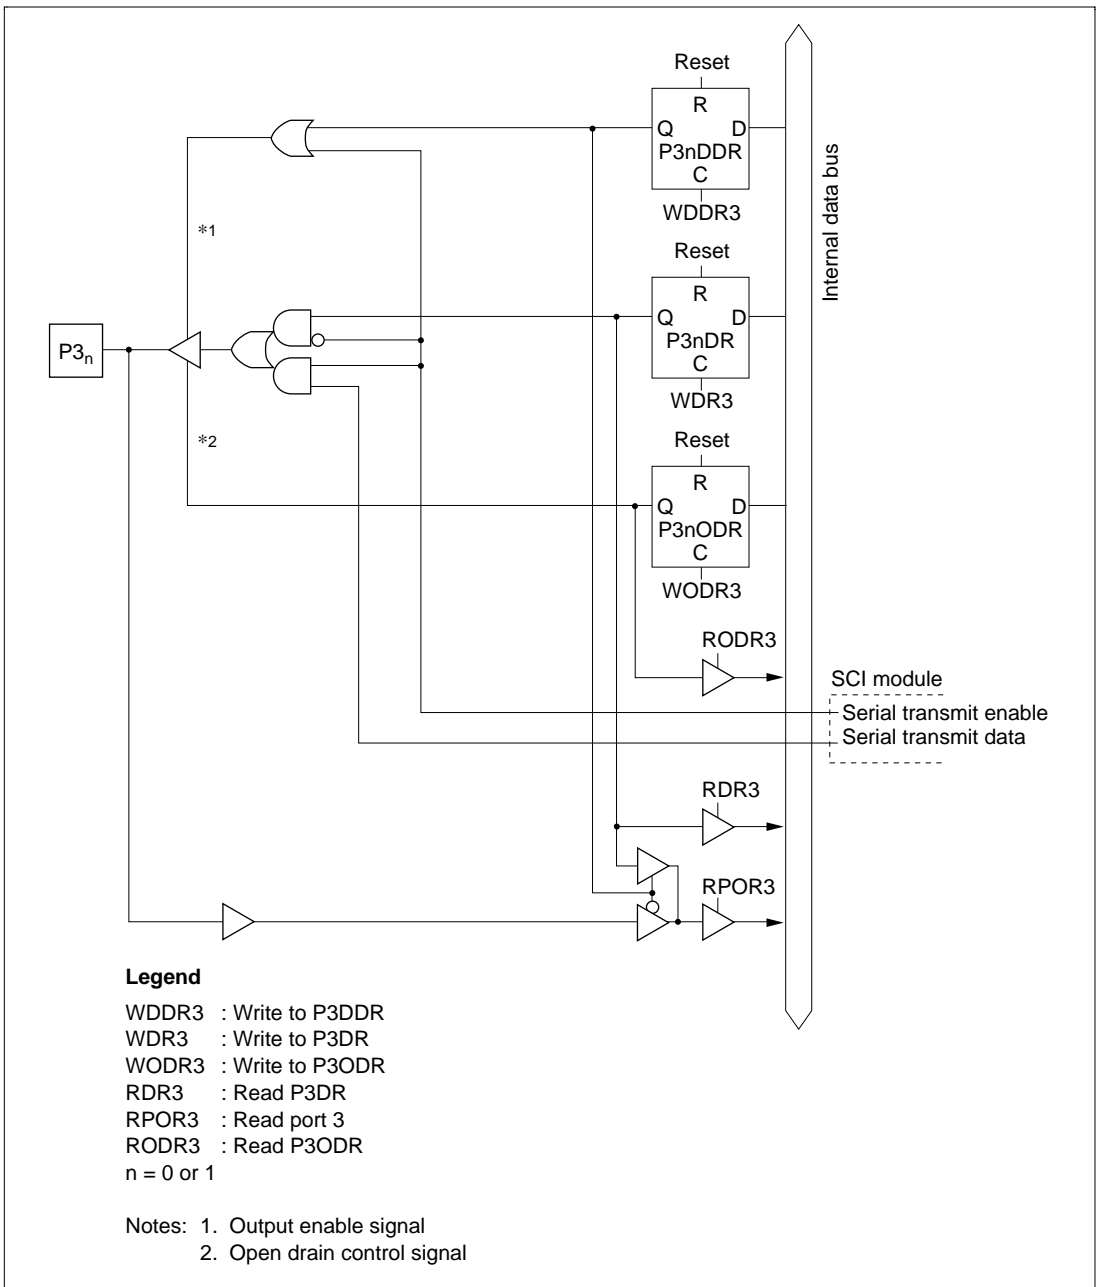 Reset
R
Q D
P3nDDR
C
WDDR3
Internal data bus
*1
Reset
R
Q D
P3nDR
C
WDR3
P3n
*2
Reset
R
Q D
P3nODR
C
WODR3
RODR3
SCI module
Serial transmit enable
Serial transmit data
RDR3
RPOR3
Legend
WDDR3 : Write to P3DDR
WDR3 : Write to P3DR
WODR3 : Write to P3ODR
RDR3 : Read P3DR
RPOR3 : Read port 3
RODR3 : Read P3ODR
n = 0 or 1
Notes: 1. Output enable signal
2. Open drain control signal